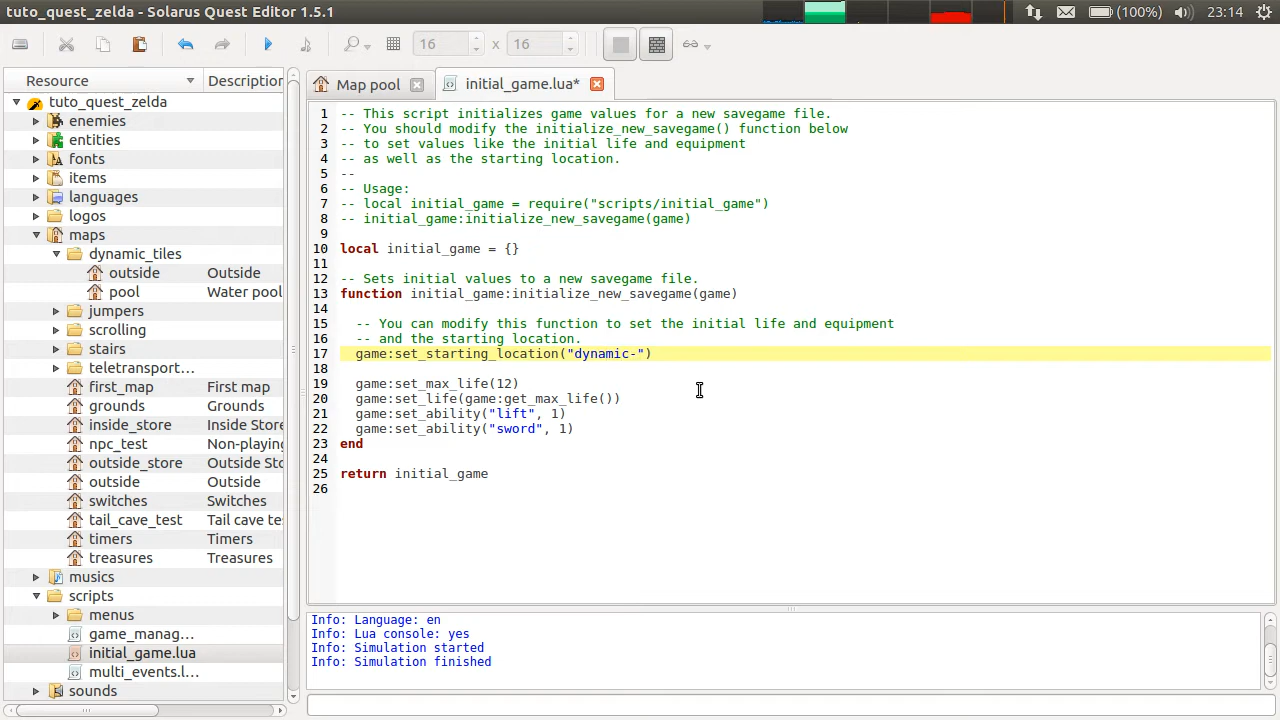 tuto_quest_zelda - Solarus Quest Editor 1.5.1
(100%)
23:14
16
x
16
Resource
Descriptio
Map pool
initial_game.lua*
tuto_quest_zelda
enemies
entities
fonts
items
languages
logos
maps
dynamic_tiles
outside Outside
pool Water pool
jumpers
scrolling
stairs
teletransport...
first_map First map
grounds Grounds
inside_store Inside Store
npc_test Non-playing
outside_store Outside Sto
outside Outside
switches Switches
tail_cave_test Tail cave te
timers Timers
treasures Treasures
musics
scripts
menus
game_manag...
initial_game.lua
multi_events.l...
sounds
1 -- This script initializes game values for a new savegame file.
2 -- You should modify the initialize_new_savegame() function below
3 -- to set values like the initial life and equipment
4 -- as well as the starting location.
5 --
6 -- Usage:
7 -- local initial_game = require("scripts/initial_game")
8 -- initial_game:initialize_new_savegame(game)
9
10 local initial_game = {}
11
12 -- Sets initial values to a new savegame file.
13 function initial_game:initialize_new_savegame(game)
14
15 -- You can modify this function to set the initial life and equipment
16 -- and the starting location.
17 game:set_starting_location("dynamic-")
18
19 game:set_max_life(12)
20 game:set_life(game:get_max_life())
21 game:set_ability("lift", 1)
22 game:set_ability("sword", 1)
23 end
24
25 return initial_game
26
Info: Language: en
Info: Lua console: yes
Info: Simulation started
Info: Simulation finished